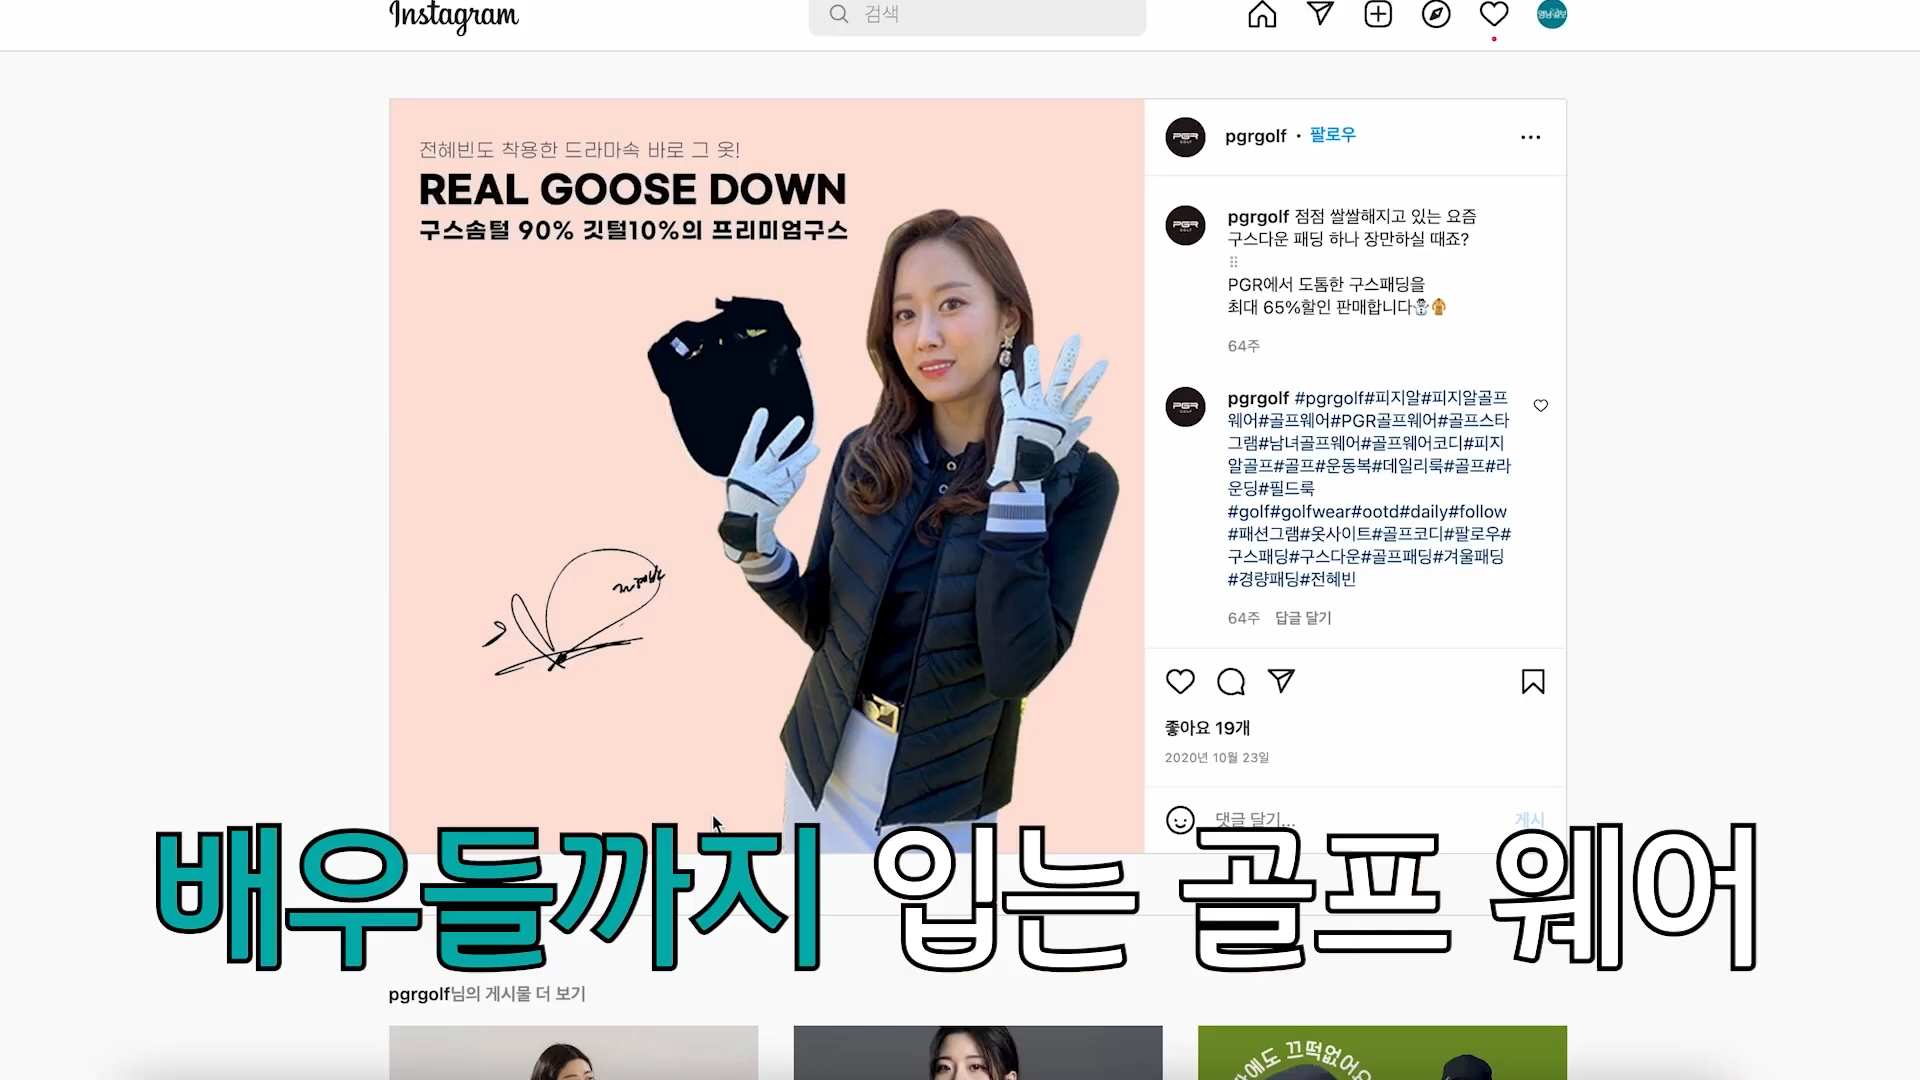 Instagram
검색
전혜빈도 착용한 드라마속 바로 그 옷!
REAL GOOSE DOWN
구스솜털 90% 깃털10%의 프리미엄구스
pgrgolf • 팔로우
pgrgolf 점점 쌀쌀해지고 있는 요즘
구스다운 패딩 하나 장만하실 때죠?
⠿
PGR에서 도톰한 구스패딩을
최대 65%할인 판매합니다⛄🧥
64주
pgrgolf #pgrgolf#피지알#피지알골프
웨어#골프웨어#PGR골프웨어#골프스타
그램#남녀골프웨어#골프웨어코디#피지
알골프#골프#운동복#데일리룩#골프#라
운딩#필드룩
#golf#golfwear#ootd#daily#follow
#패션그램#옷사이트#골프코디#팔로우#
구스패딩#구스다운#골프패딩#겨울패딩
#경량패딩#전혜빈
64주 답글 달기
좋아요 19개
2020년 10월 23일
댓글 달기... 게시
배우들까지 입는 골프 웨어
pgrgolf님의 게시물 더 보기
끄떡없어요